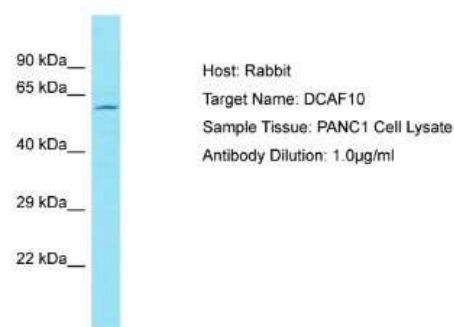 90 kDa
65 kDa
40 kDa
29 kDa
22 kDa
Host: Rabbit
Target Name: DCAF10
Sample Tissue: PANC1 Cell Lysate
Antibody Dilution: 1.0μg/ml